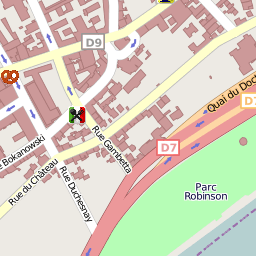 D9
Quai du Doc
D7
Bokanowski
Rue Gambetta
D7
Rue du Château
Rue Duchesnay
Parc
Robinson